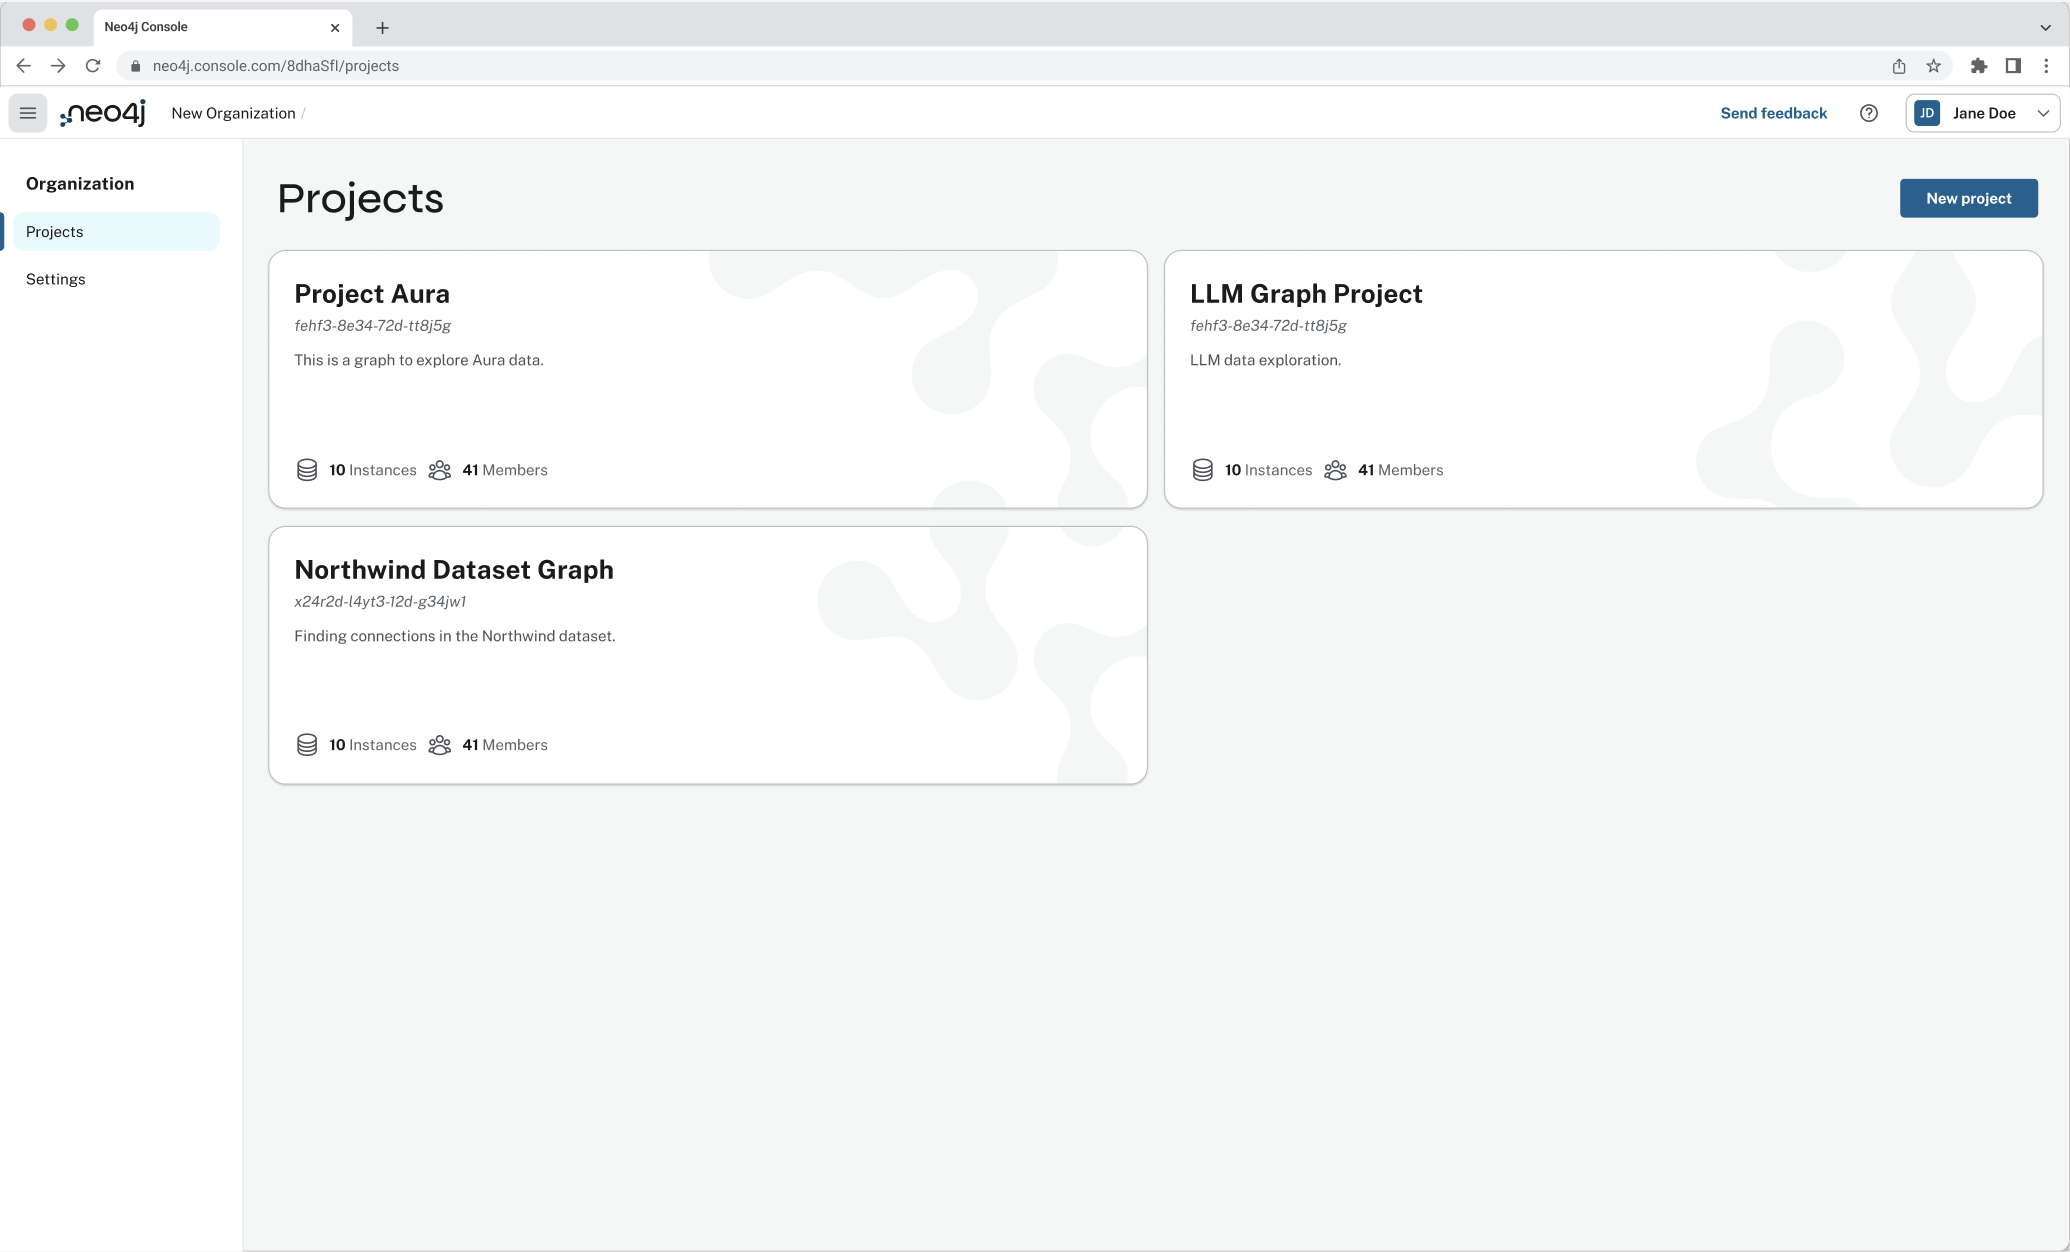 Neo4j Console
neo4j.console.com/8dhaSfl/projects
neo4j
New Organization /
Send feedback
JD
Jane Doe
Organization
Projects
Settings
Projects
New project
Project Aura
fehf3-8e34-72d-tt8j5g
This is a graph to explore Aura data.
10 Instances
41 Members
LLM Graph Project
fehf3-8e34-72d-tt8j5g
LLM data exploration.
10 Instances
41 Members
Northwind Dataset Graph
x24r2d-l4yt3-12d-g34jw1
Finding connections in the Northwind dataset.
10 Instances
41 Members